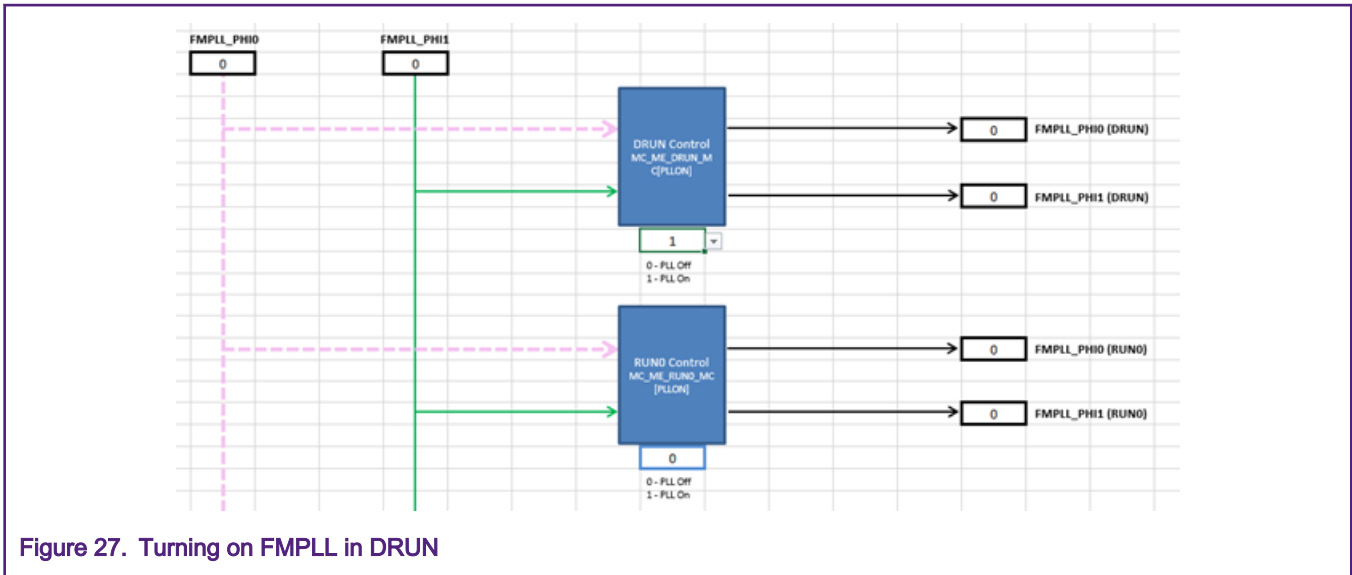 FMPLL_PHI0
FMPLL_PHI1
0
0
DRUN Control
MC_ME_DRUN_M
C[PLLON]
0
FMPLL_PHI0 (DRUN)
0
FMPLL_PHI1 (DRUN)
1
0 - PLL Off
1 - PLL On
RUN0 Control
MC_ME_RUN0_MC
[PLLON]
0
FMPLL_PHI0 (RUN0)
0
FMPLL_PHI1 (RUN0)
0
0 - PLL Off
1 - PLL On
Figure 27. Turning on FMPLL in DRUN